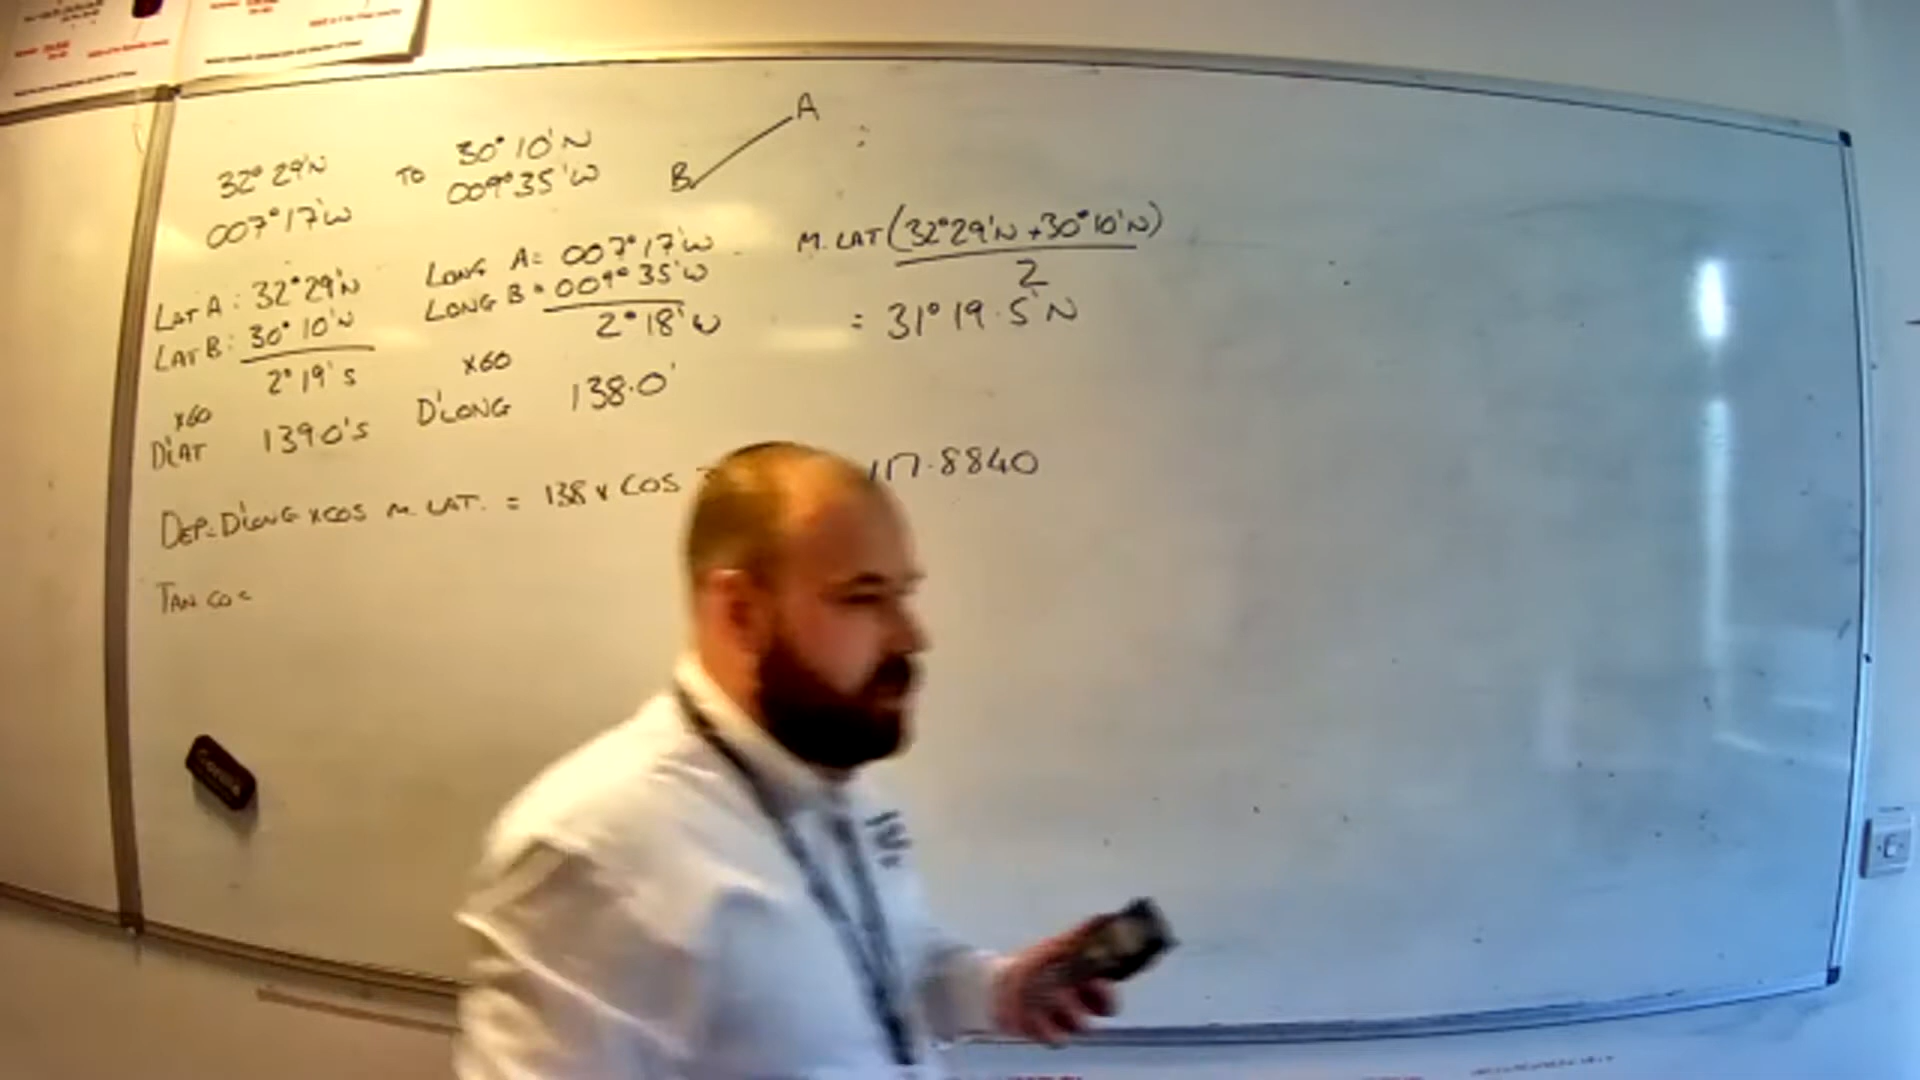 32°29'N TO 30°10'N
007°17'W 009°35'W
A
B
LAT A: 32°29'N
LAT B: 30°10'N
2°19'S
x60
D'LAT 139.0'S
LONG A= 007°17'W
LONG B= 009°35'W
2°18'W
x60
D'LONG 138.0'
M.LAT (32°29'N + 30°10'N)
2
= 31°19.5'N
DEP= D'LONG x COS M. LAT. = 138 x COS 117.8840
TAN CO=